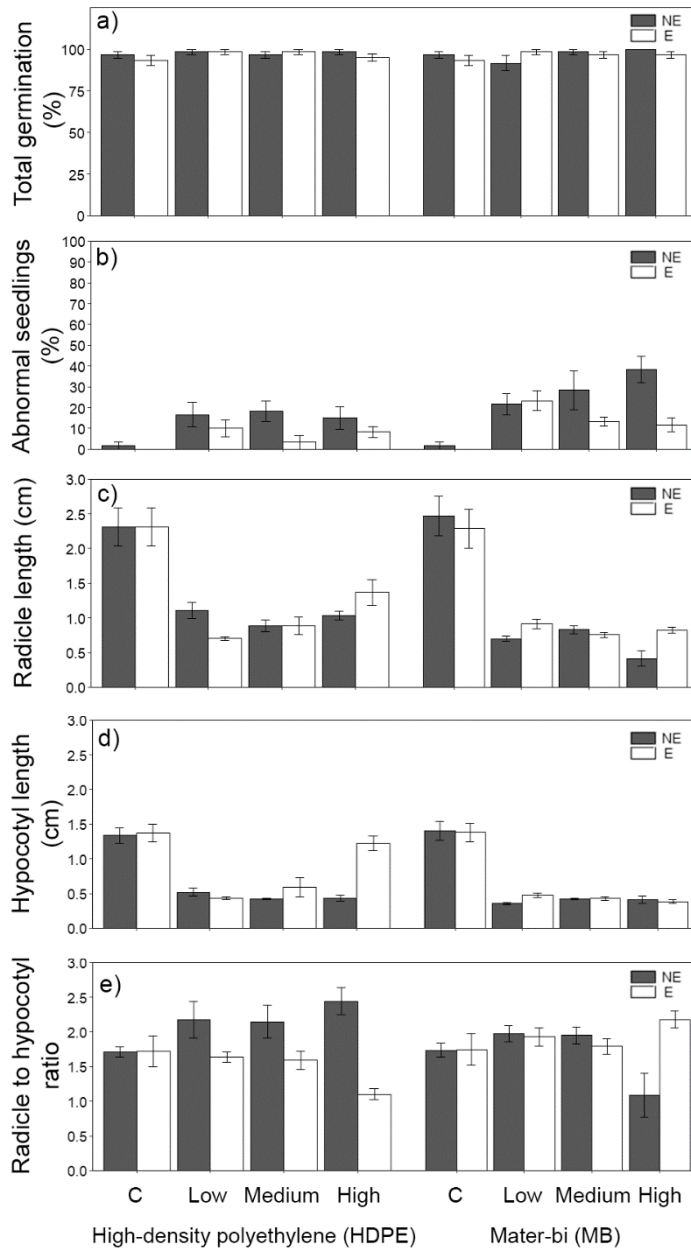 a)
NE
E
Total germination
(%)
100
75
50
25
0
b)
NE
E
Abnormal seedlings
(%)
100
90
80
70
60
50
40
30
20
10
0
c)
NE
E
Radicle length (cm)
3.0
2.5
2.0
1.5
1.0
0.5
0.0
d)
NE
E
Hypocotyl length
(cm)
3.0
2.5
2.0
1.5
1.0
0.5
0.0
e)
NE
E
Radicle to hypocotyl
ratio
3.0
2.5
2.0
1.5
1.0
0.5
0.0
C Low Medium High C Low Medium High
High-density polyethylene (HDPE) Mater-bi (MB)